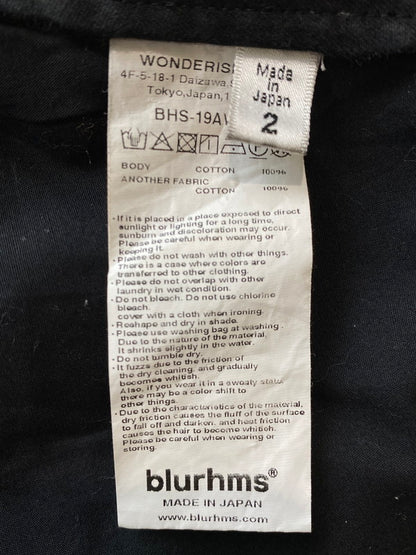 WONDERIS
4F-5-18-1 Daizawa.
Tokyo,Japan,1
BHS-19A
Made
in
Japan
2
BODY COTTON 100%
ANOTHER FABRIC
COTTON 100%
·If it is placed in a place exposed to direct
sunlight or lighting for a long time,
sunburn and discoloration may occur.
Please be careful when wearing or
keeping it.
·Please do not wash with other things.
There is a case where colors are
transferred to other clothing.
·Please do not overlap with other
laundry in wet condition.
·Do not bleach. Do not use chlorine
bleach.
cover with a cloth when ironing.
·Reshape and dry in shade.
·Please use washing bag at washing.
Due to the nature of the material,
It shrinks slightly in the water.
·Do not tumble dry.
·It fuzzs due to the friction of
the dry cleaning, and gradually
becomes whitish.
Also, if you wear it a sweaty state,
there may be a color shift to
other things.
·Due to the characteristics of the material,
dry friction causes the fluff of the surface
to fall off and darken, and heat friction
causes the hair to become whitish.
Please be careful when wearing or
storing.
blurhms®
MADE IN JAPAN
www.blurhms.com